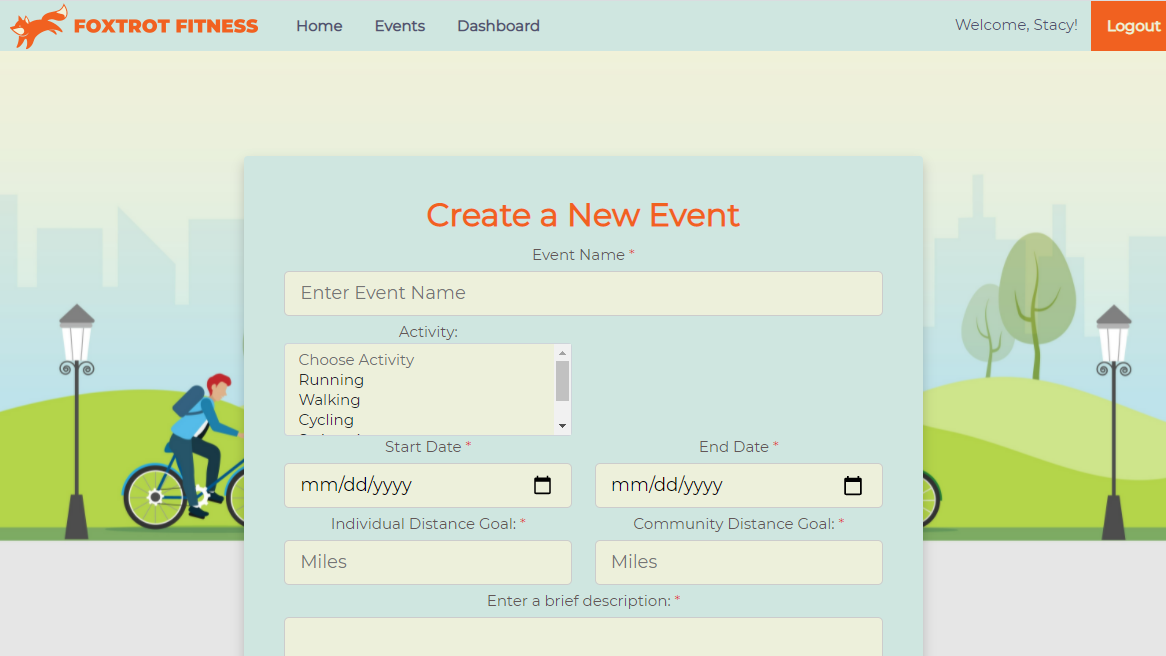 FOXTROT FITNESS Home Events Dashboard Welcome, Stacy! Logout
Create a New Event
Event Name *
Enter Event Name
Activity:
Choose Activity
Running
Walking
Cycling
Start Date * End Date *
mm/dd/yyyy mm/dd/yyyy
Individual Distance Goal: * Community Distance Goal: *
Miles Miles
Enter a brief description: *